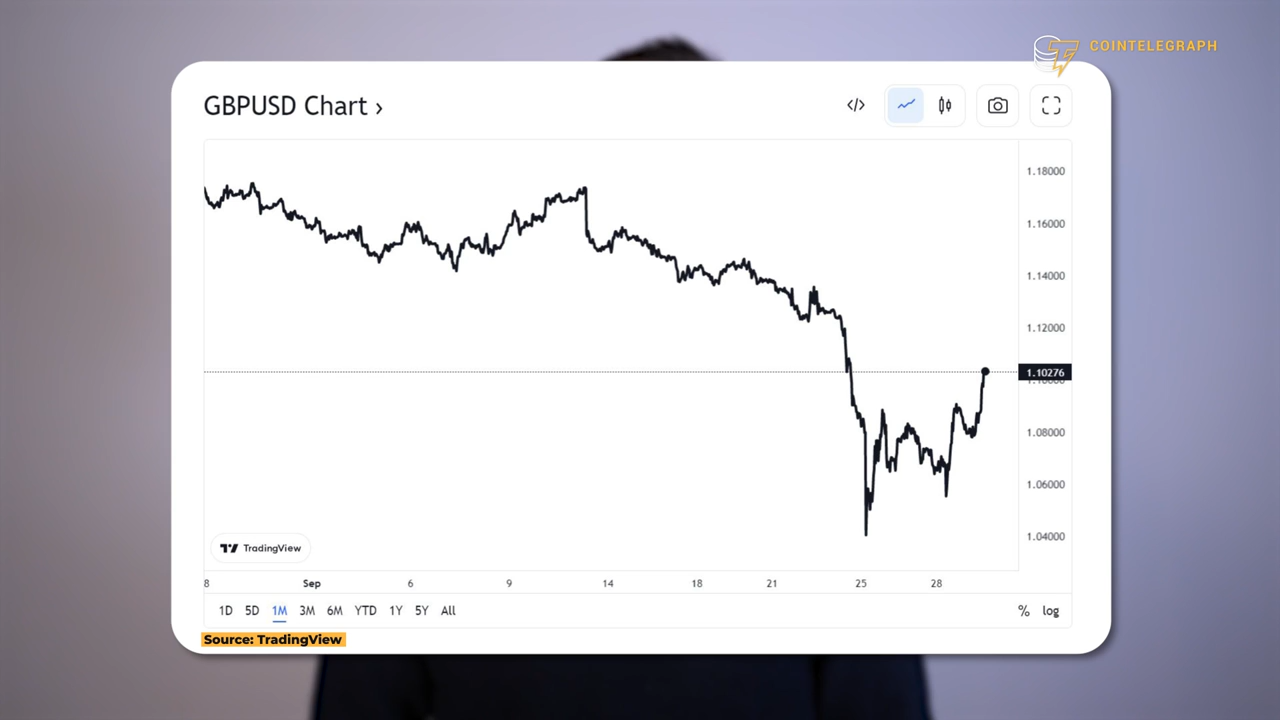 COINTELEGRAPH
GBPUSD Chart ›
</>
1.18000
1.16000
1.14000
1.12000
1.10276
1.10000
1.08000
1.06000
1.04000
TradingView
8 Sep 6 9 14 18 21 25 28
1D 5D 1M 3M 6M YTD 1Y 5Y All % log
Source: TradingView